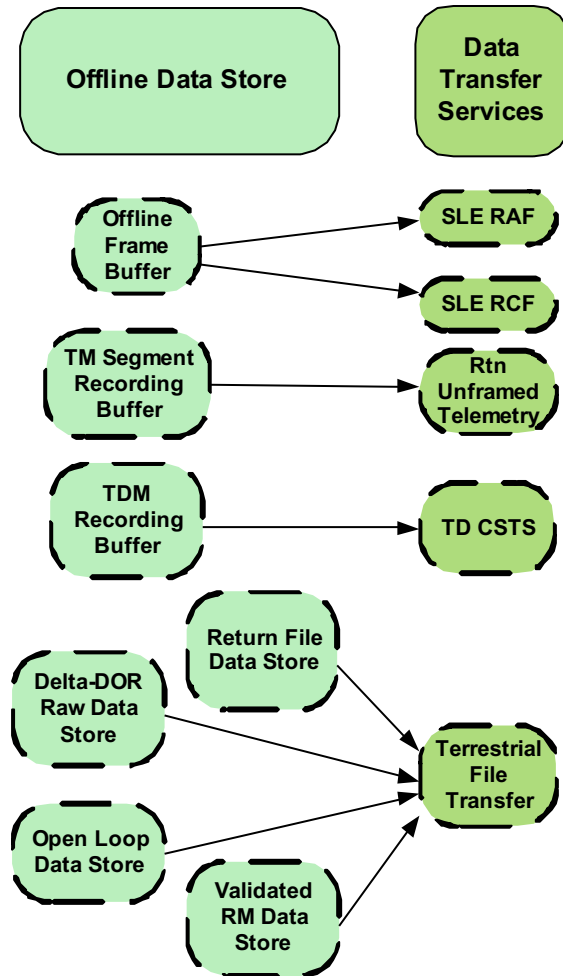 Offline Data Store
Data
Transfer
Services
Offline
Frame
Buffer
SLE RAF
SLE RCF
TM Segment
Recording
Buffer
Rtn
Unframed
Telemetry
TDM
Recording
Buffer
TD CSTS
Return File
Data Store
Delta-DOR
Raw Data
Store
Terrestrial
File
Transfer
Open Loop
Data Store
Validated
RM Data
Store